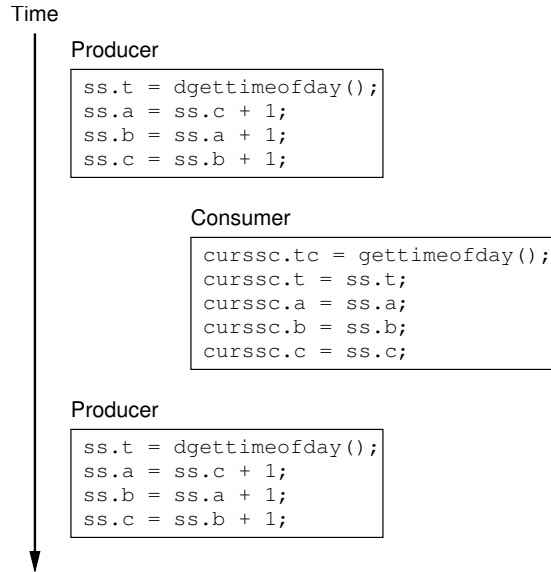 Time
Producer
ss.t = dgettimeofday();
ss.a = ss.c + 1;
ss.b = ss.a + 1;
ss.c = ss.b + 1;
Consumer
curssc.tc = gettimeofday();
curssc.t = ss.t;
curssc.a = ss.a;
curssc.b = ss.b;
curssc.c = ss.c;
Producer
ss.t = dgettimeofday();
ss.a = ss.c + 1;
ss.b = ss.a + 1;
ss.c = ss.b + 1;